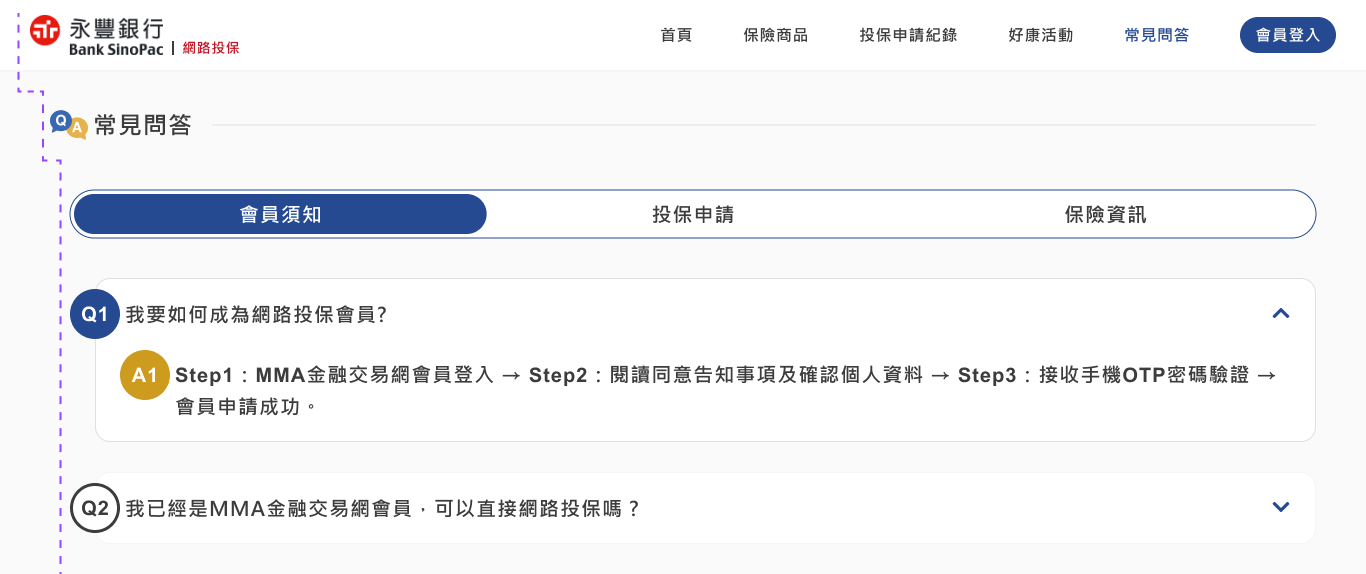 永豐銀行
Bank SinoPac | 網路投保
首頁 保險商品 投保申請紀錄 好康活動 常見問答 會員登入
Q A 常見問答
會員須知 投保申請 保險資訊
Q1 我要如何成為網路投保會員?
A1 Step1：MMA金融交易網會員登入 → Step2：閱讀同意告知事項及確認個人資料 → Step3：接收手機OTP密碼驗證 →
會員申請成功。
Q2 我已經是MMA金融交易網會員，可以直接網路投保嗎？